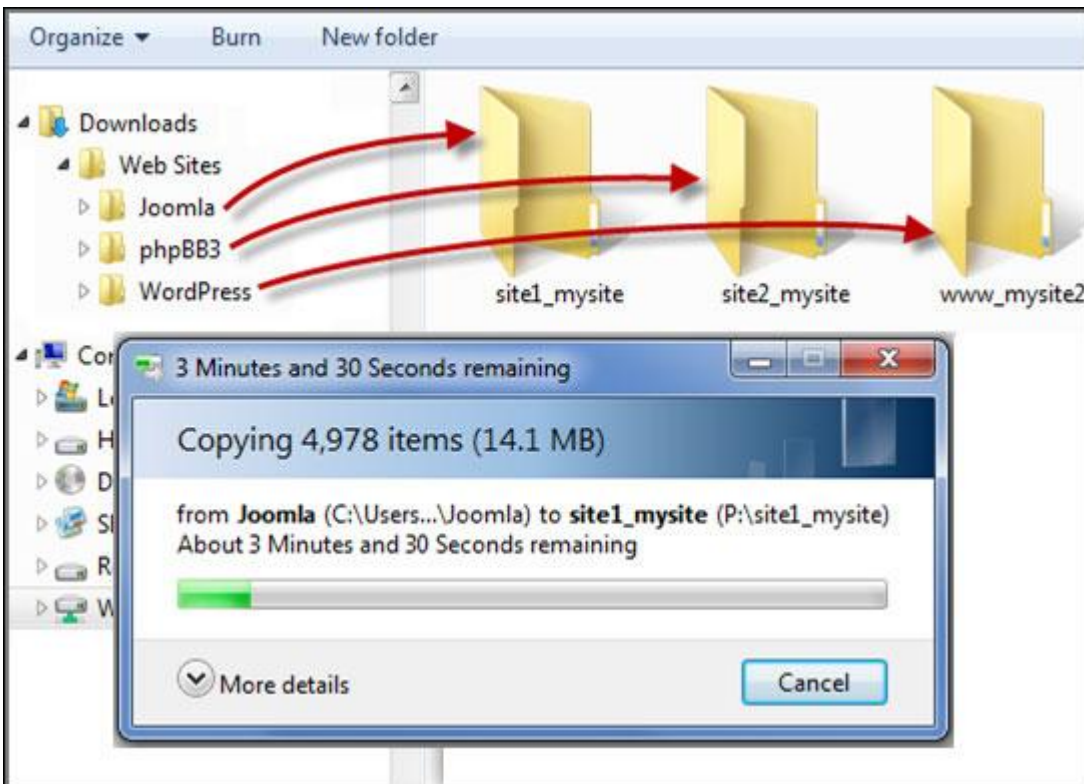 Organize Burn New folder
Downloads
Web Sites
Joomla
phpBB3
WordPress
site1_mysite site2_mysite www_mysite2
Cor
3 Minutes and 30 Seconds remaining
L
Copying 4,978 items (14.1 MB)
H
D
from Joomla (C:\Users...\Joomla) to site1_mysite (P:\site1_mysite)
About 3 Minutes and 30 Seconds remaining
R
W
More details
Cancel